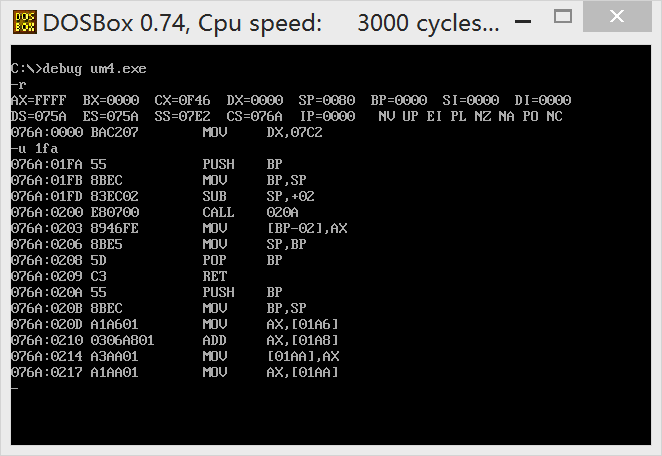 DOSBox 0.74, Cpu speed: 3000 cycles...
C:\>debug um4.exe
-r
AX=FFFF BX=0000 CX=0F46 DX=0000 SP=0080 BP=0000 SI=0000 DI=0000
DS=075A ES=075A SS=07E2 CS=076A IP=0000 NV UP EI PL NZ NA PO NC
076A:0000 BAC207 MOV DX,07C2
-u 1fa
076A:01FA 55 PUSH BP
076A:01FB 8BEC MOV BP,SP
076A:01FD 83EC02 SUB SP,+02
076A:0200 E80700 CALL 020A
076A:0203 8946FE MOV [BP-02],AX
076A:0206 8BE5 MOV SP,BP
076A:0208 5D POP BP
076A:0209 C3 RET
076A:020A 55 PUSH BP
076A:020B 8BEC MOV BP,SP
076A:020D A1A601 MOV AX,[01A6]
076A:0210 0306A801 ADD AX,[01A8]
076A:0214 A3AA01 MOV [01AA],AX
076A:0217 A1AA01 MOV AX,[01AA]
-